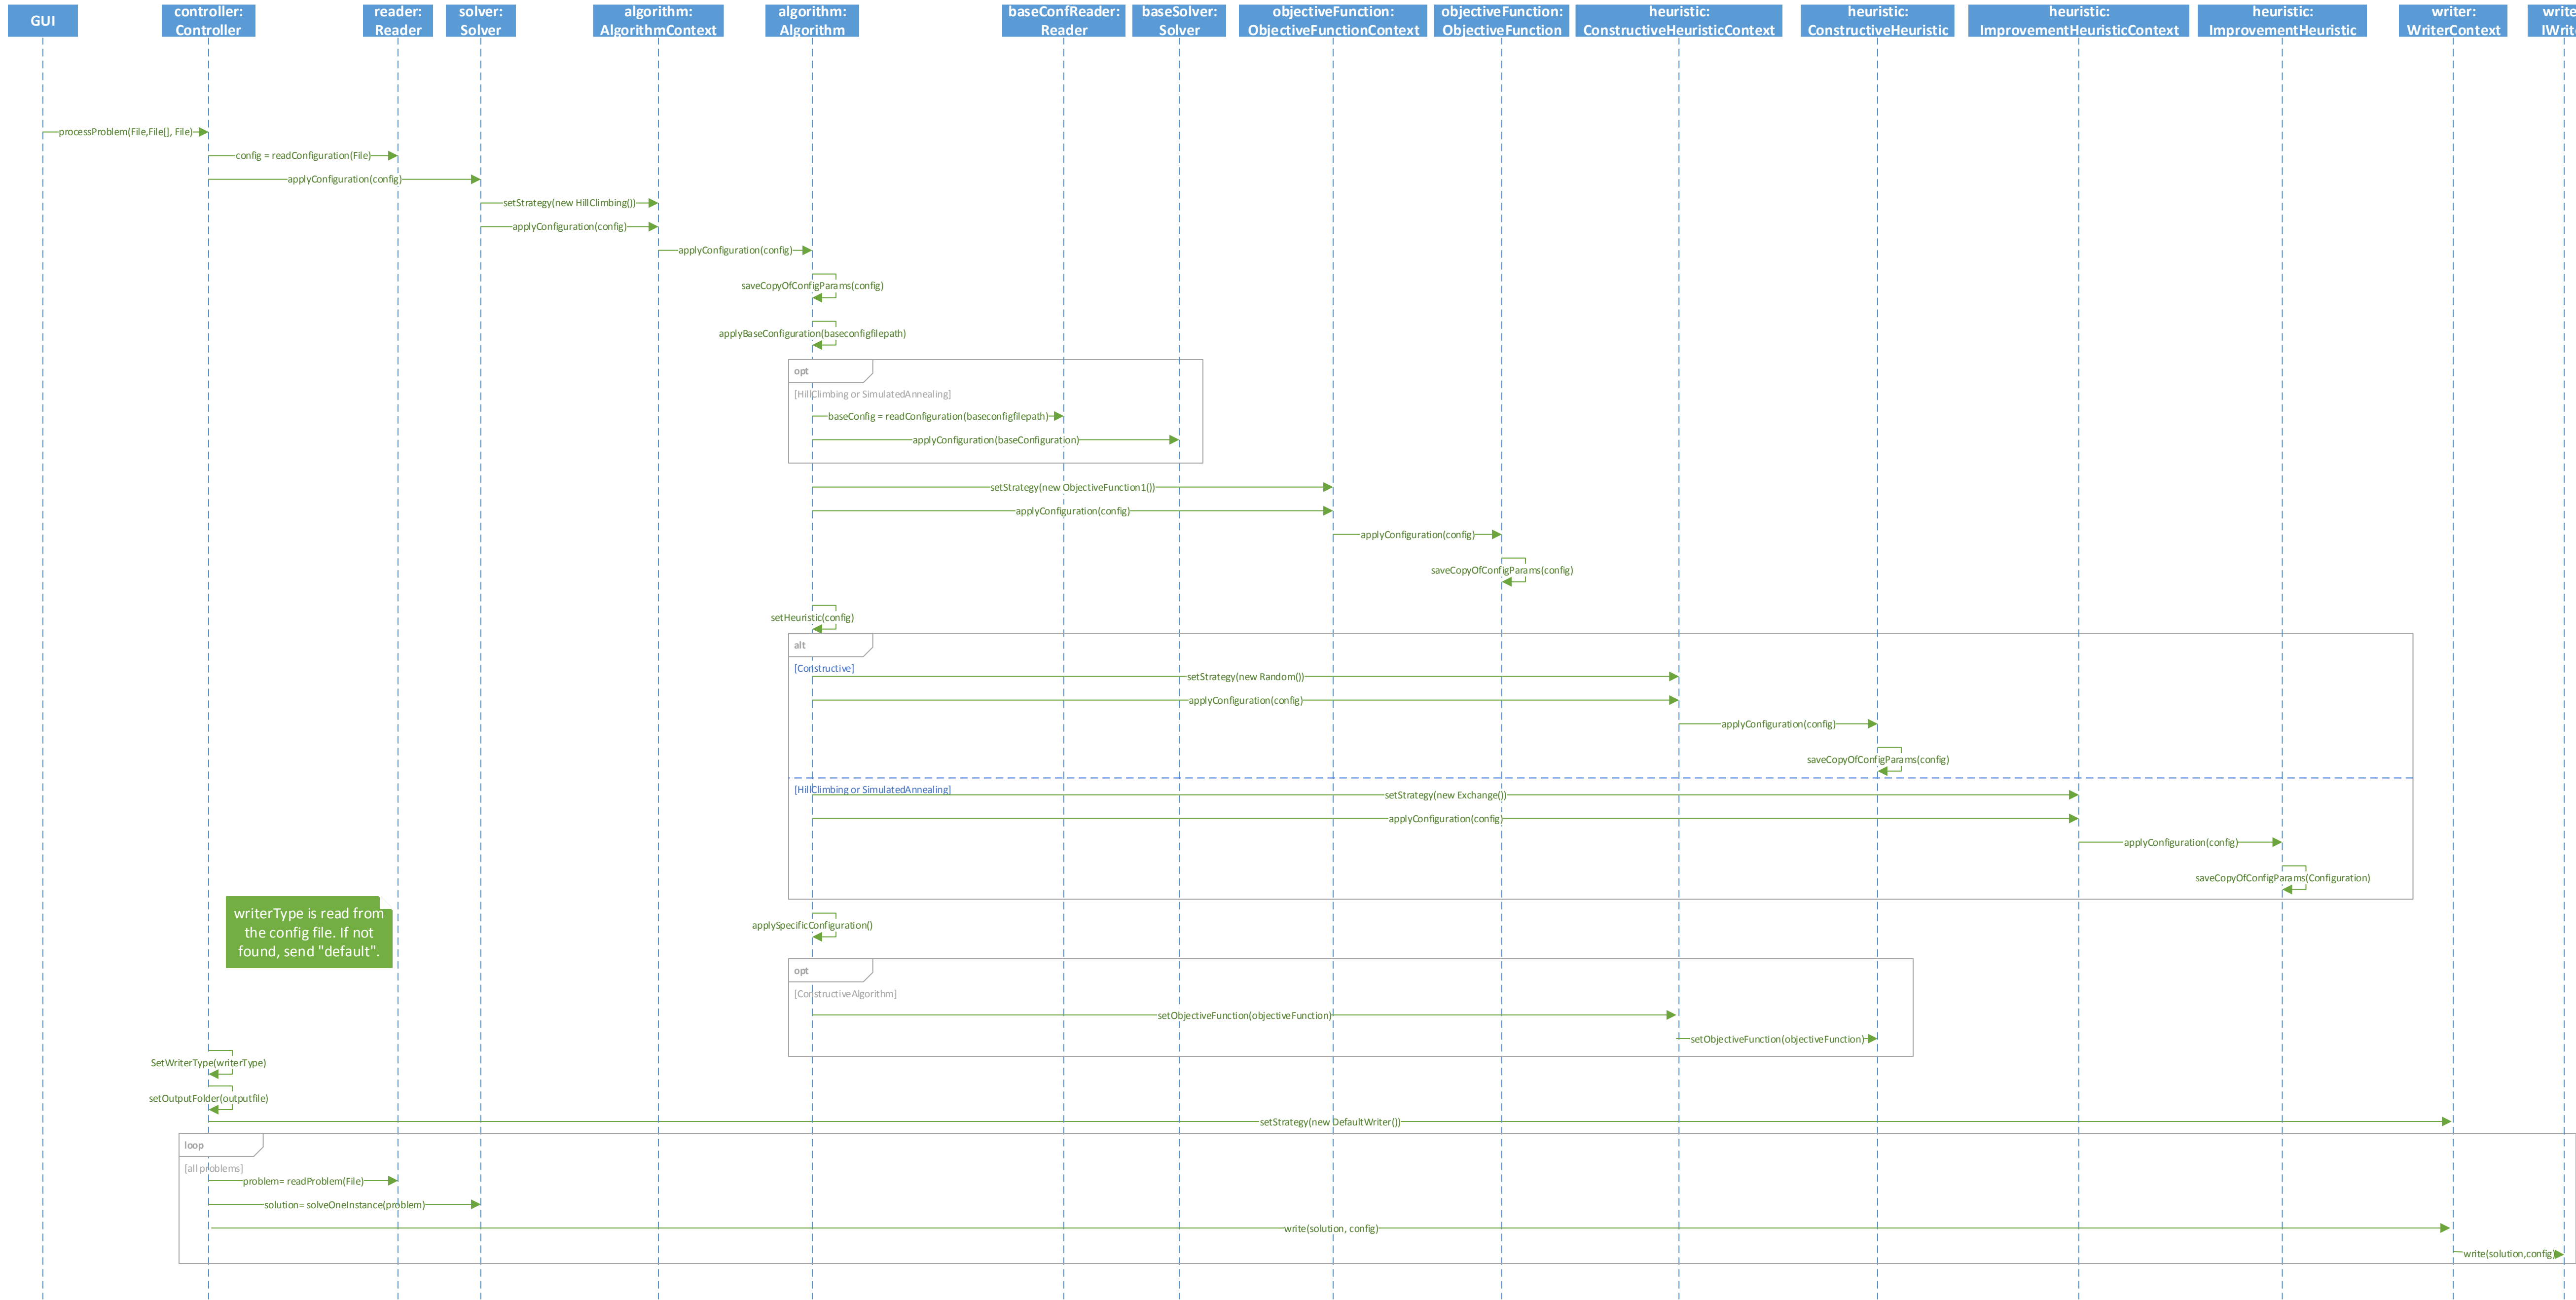 GUI
controller:
Controller
reader:
Reader
solver:
Solver
algorithm:
AlgorithmContext
algorithm:
Algorithm
baseConfReader:
Reader
baseSolver:
Solver
objectiveFunction:
ObjectiveFunctionContext
objectiveFunction:
ObjectiveFunction
heuristic:
ConstructiveHeuristicContext
heuristic:
ConstructiveHeuristic
heuristic:
ImprovementHeuristicContext
heuristic:
ImprovementHeuristic
writer:
WriterContext
write
IWrit
processProblem(File,File[], File)
config = readConfiguration(File)
applyConfiguration(config)
setStrategy(new HillClimbing())
applyConfiguration(config)
applyConfiguration(config)
saveCopyOfConfigParams(config)
applyBaseConfiguration(baseconfigfilepath)
opt
[HillClimbing or SimulatedAnnealing]
baseConfig = readConfiguration(baseconfigfilepath)
applyConfiguration(baseConfiguration)
setStrategy(new ObjectiveFunction1())
applyConfiguration(config)
applyConfiguration(config)
saveCopyOfConfigParams(config)
setHeuristic(config)
alt
[Constructive]
setStrategy(new Random())
applyConfiguration(config)
applyConfiguration(config)
saveCopyOfConfigParams(config)
[HillClimbing or SimulatedAnnealing]
setStrategy(new Exchange())
applyConfiguration(config)
applyConfiguration(config)
saveCopyOfConfigParams(Configuration)
writerType is read from
the config file. If not
found, send "default".
applySpecificConfiguration()
opt
[ConstructiveAlgorithm]
setObjectiveFunction(objectiveFunction)
setObjectiveFunction(objectiveFunction)
SetWriterType(writerType)
setOutputFolder(outputfile)
setStrategy(new DefaultWriter())
loop
[all problems]
problem= readProblem(File)
solution= solveOneInstance(problem)
write(solution, config)
write(solution,config)